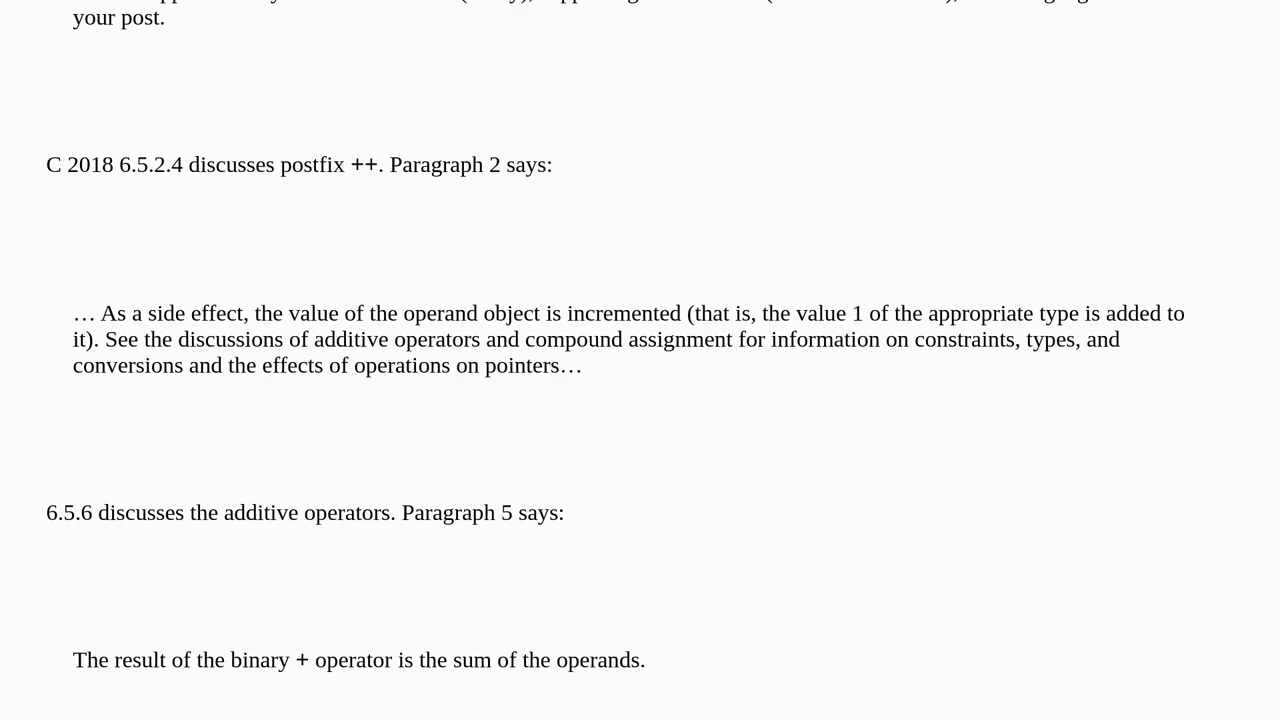 your post.
C 2018 6.5.2.4 discusses postfix ++. Paragraph 2 says:
… As a side effect, the value of the operand object is incremented (that is, the value 1 of the appropriate type is added to
it). See the discussions of additive operators and compound assignment for information on constraints, types, and
conversions and the effects of operations on pointers…
6.5.6 discusses the additive operators. Paragraph 5 says:
The result of the binary + operator is the sum of the operands.